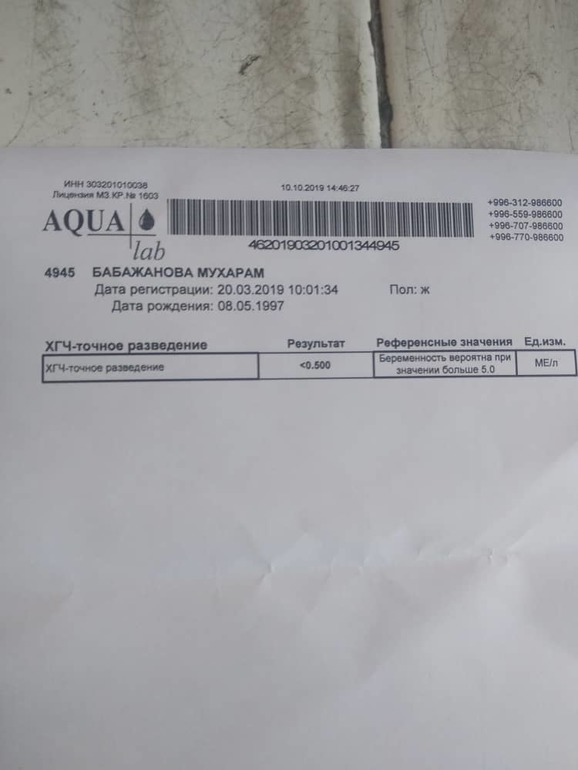 ИНН 303201010038
Лицензия МЗ.КР.№ 1603
10.10.2019 14:46:27
+996-312-986600
+996-559-986600
+996-707-986600
+996-770-986600
AQUA
lab
462019032010013​44945
4945 БАБАЖАНОВА МУХАРАМ
Дата регистрации: 20.03.2019 10:01:34 Пол: ж
Дата рождения: 08.05.1997
ХГЧ-точное разведение Результат Референсные значения Ед.изм.
ХГЧ-точное разведение <0.500 Беременность вероятна при значении больше 5.0 МЕ/л